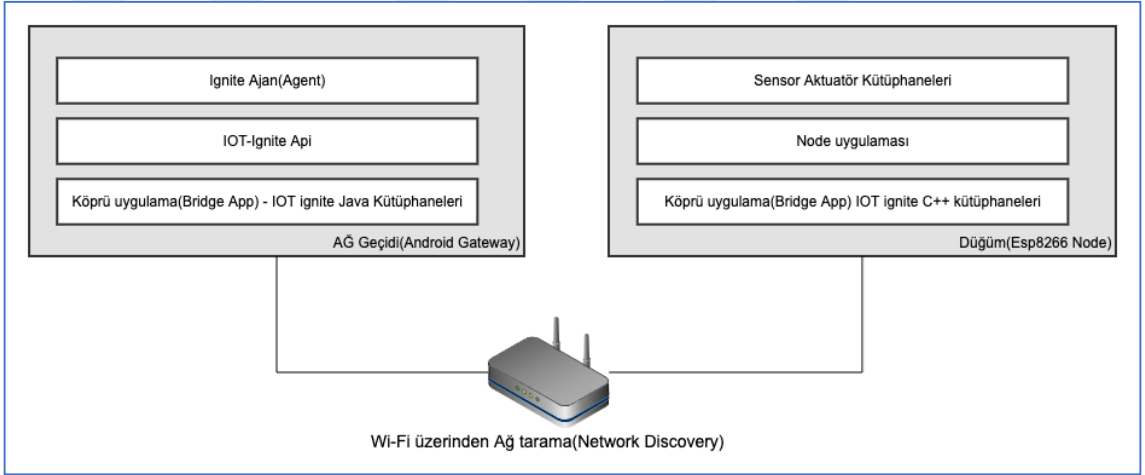 Ignite Ajan(Agent)
IOT-Ignite Api
Köprü uygulama(Bridge App) - IOT ignite Java Kütüphaneleri
AĞ Geçidi(Android Gateway)
Sensor Aktuatör Kütüphaneleri
Node uygulaması
Köprü uygulama(Bridge App) IOT ignite C++ kütüphaneleri
Düğüm(Esp8266 Node)
Wi-Fi üzerinden Ağ tarama(Network Discovery)